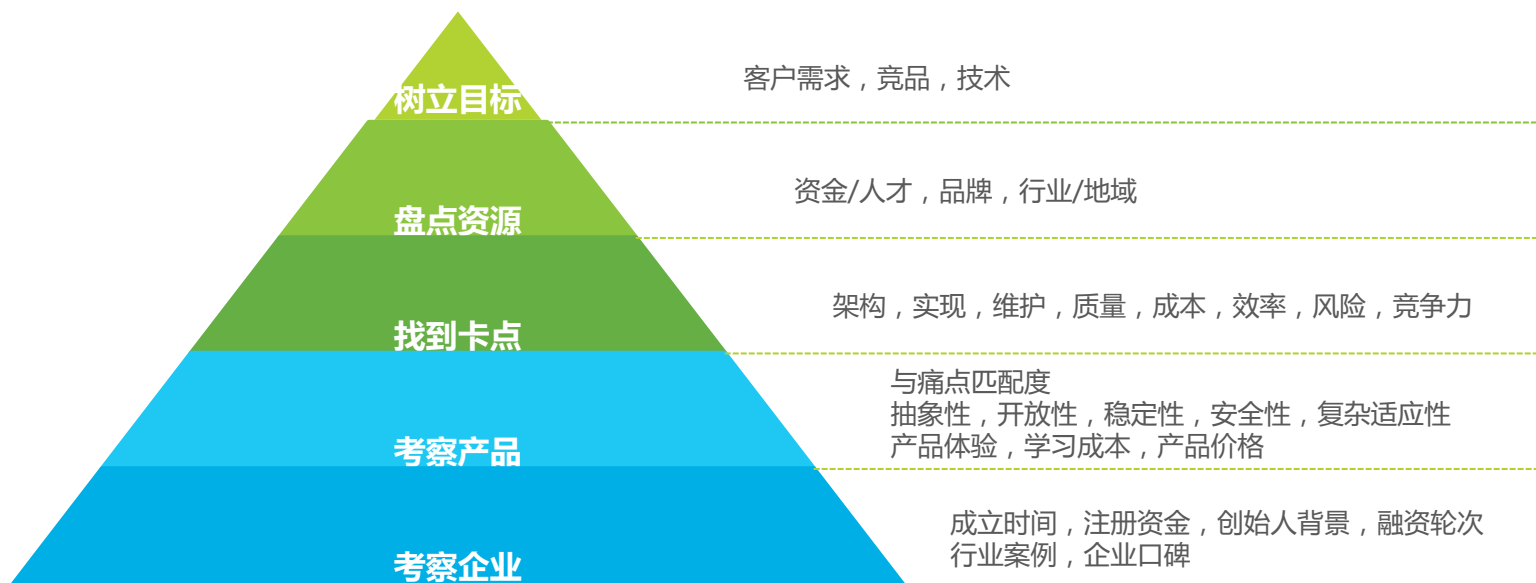 树立目标
客户需求，竞品，技术
盘点资源
资金/人才，品牌，行业/地域
找到卡点
架构，实现，维护，质量，成本，效率，风险，竞争力
考察产品
与痛点匹配度
抽象性，开放性，稳定性，安全性，复杂适应性
产品体验，学习成本，产品价格
考察企业
成立时间，注册资金，创始人背景，融资轮次
行业案例，企业口碑